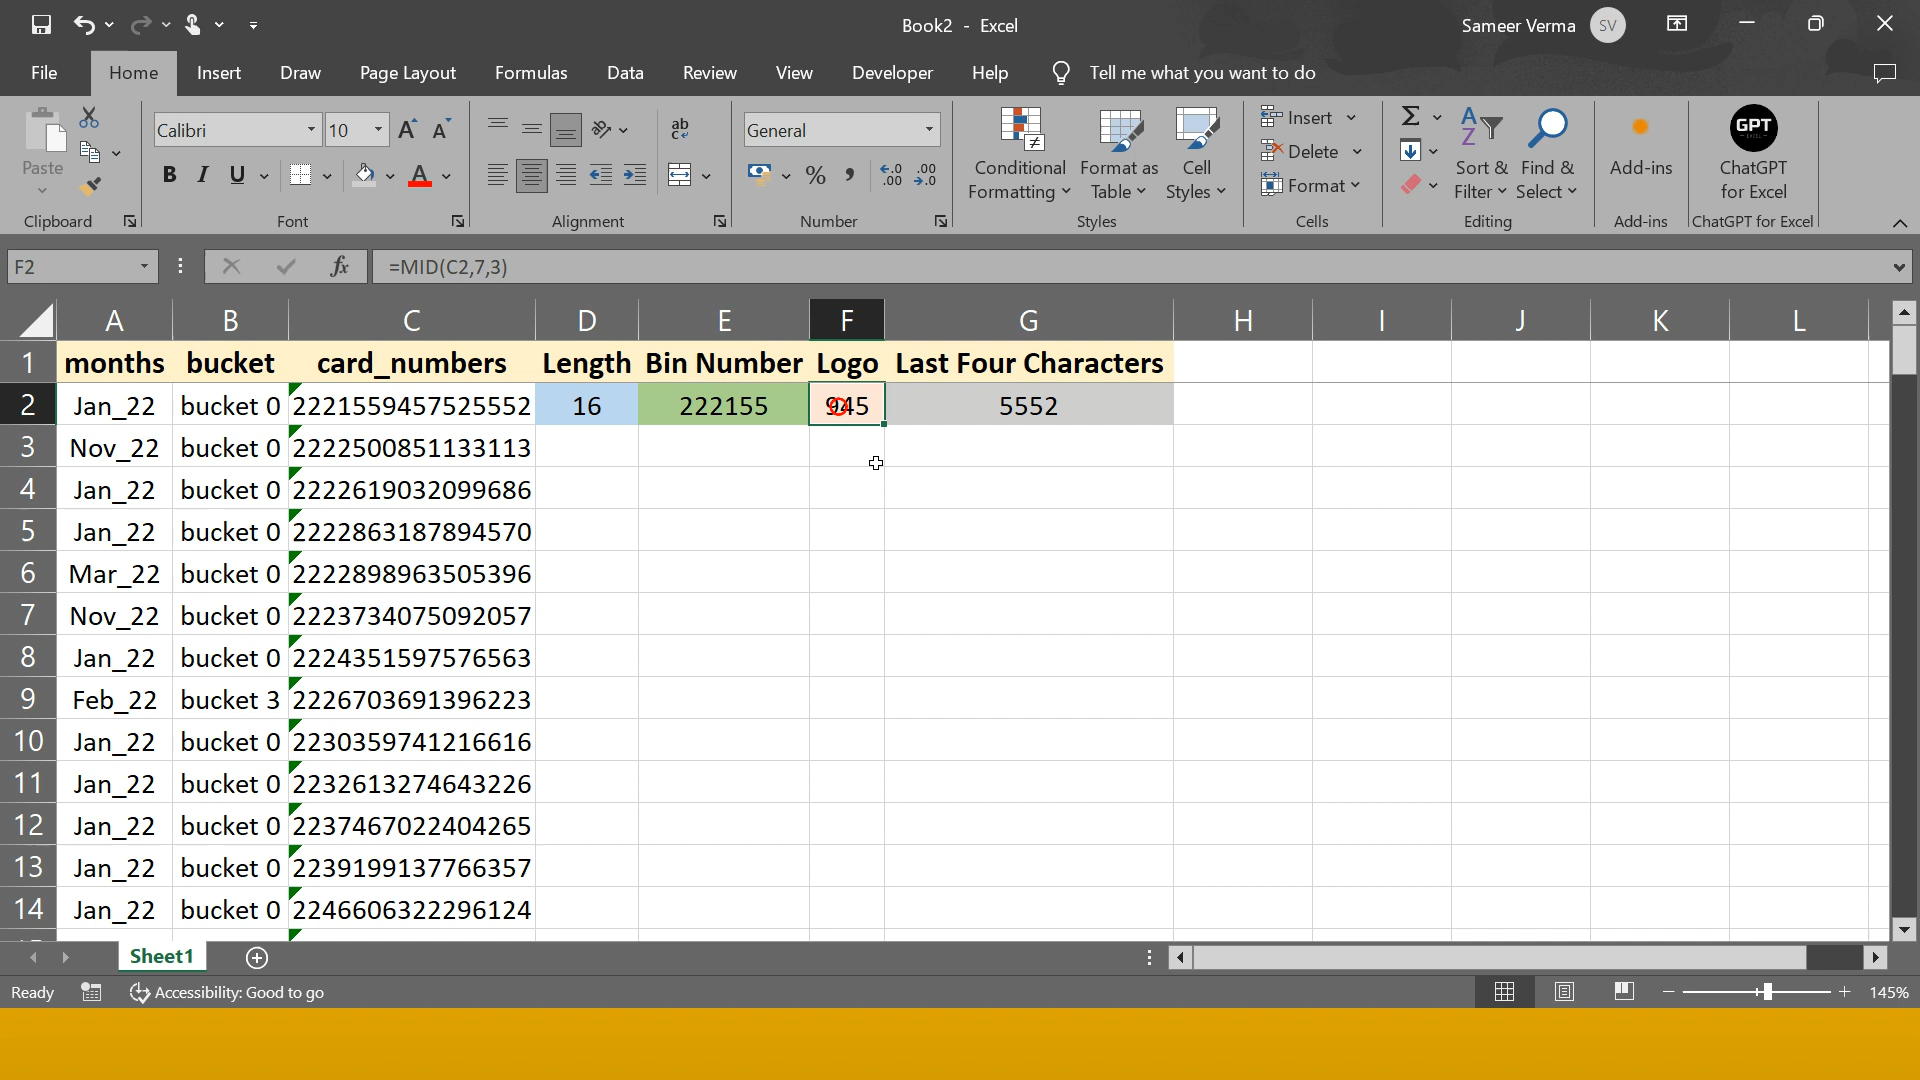 Book2 - Excel
Sameer Verma SV
File Home Insert Draw Page Layout Formulas Data Review View Developer Help Tell me what you want to do
Paste
Clipboard
Calibri 10
B I U
Font
ab
Alignment
General
% , .00 .0
Number
Conditional Formatting
Format as Table
Cell Styles
Styles
Insert
Delete
Format
Cells
Sort & Filter
Find & Select
Editing
Add-ins
Add-ins
GPT
EXCEL
ChatGPT for Excel
ChatGPT for Excel
F2 fx =MID(C2,7,3)
A B C D E F G H I J K L
1 months bucket card_numbers Length Bin Number Logo Last Four Characters
2 Jan_22 bucket 0 2221559457525552 16 222155 945 5552
3 Nov_22 bucket 0 2222500851133113
4 Jan_22 bucket 0 2222619032099686
5 Jan_22 bucket 0 2222863187894570
6 Mar_22 bucket 0 2222898963505396
7 Nov_22 bucket 0 2223734075092057
8 Jan_22 bucket 0 2224351597576563
9 Feb_22 bucket 3 2226703691396223
10 Jan_22 bucket 0 2230359741216616
11 Jan_22 bucket 0 2232613274643226
12 Jan_22 bucket 0 2237467022404265
13 Jan_22 bucket 0 2239199137766357
14 Jan_22 bucket 0 2246606322296124
Sheet1
Ready Accessibility: Good to go 145%